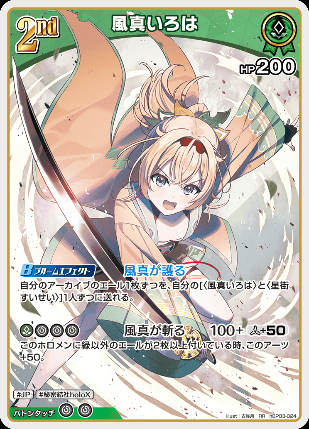 2nd
風真いろは
HP200
ブルームエフェクト 風真が護る
自分のアーカイブのエール1枚ずつを、自分の[〈風真いろは〉と〈星街
すいせい〉]1人ずつに送れる。
風真が斬る 100+ +50
このホロメンに緑以外のエールが2枚以上付いている時、このアーツ
+50。
#JP #秘密結社holoX
バトンタッチ
Illust: RR hBP03-024